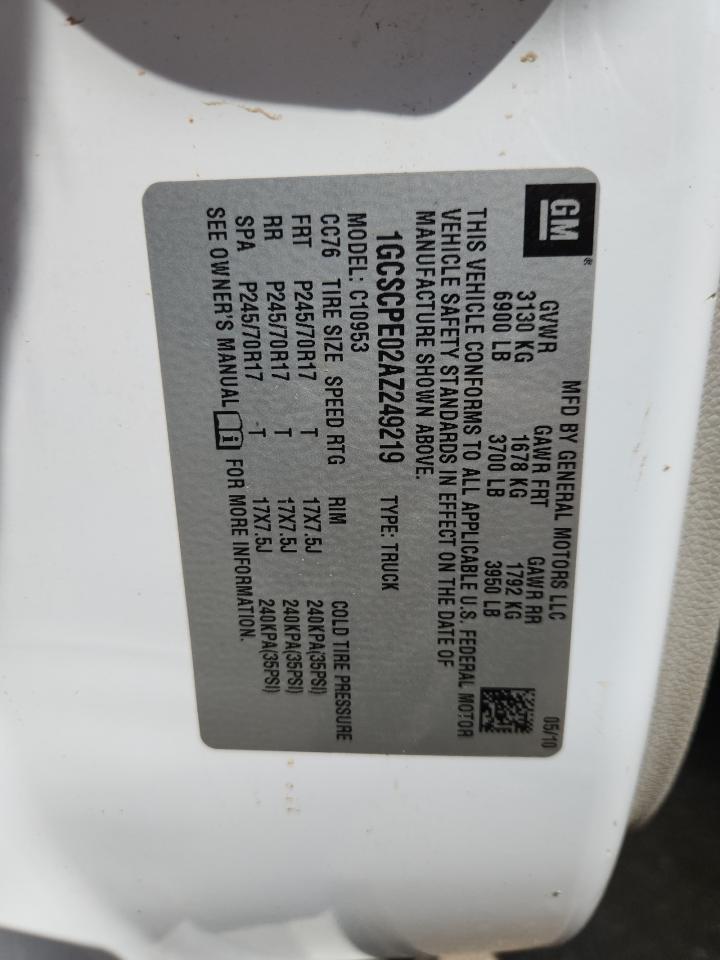 GM®
MFD BY GENERAL MOTORS LLC 05/10
GVWR GAWR FRT GAWR RR
3130 KG 1678 KG 1792 KG
6900 LB 3700 LB 3950 LB
THIS VEHICLE CONFORMS TO ALL APPLICABLE U.S. FEDERAL MOTOR
VEHICLE SAFETY STANDARDS IN EFFECT ON THE DATE OF
MANUFACTURE SHOWN ABOVE.
1GCSCPE02AZ249219 TYPE: TRUCK
MODEL: C10953
CC76 TIRE SIZE SPEED RTG RIM COLD TIRE PRESSURE
FRT P245/70R17 T 17X7.5J 240KPA(35PSI)
RR P245/70R17 T 17X7.5J 240KPA(35PSI)
SPA P245/70R17 -T 17X7.5J 240KPA(35PSI)
SEE OWNER'S MANUAL FOR MORE INFORMATION.